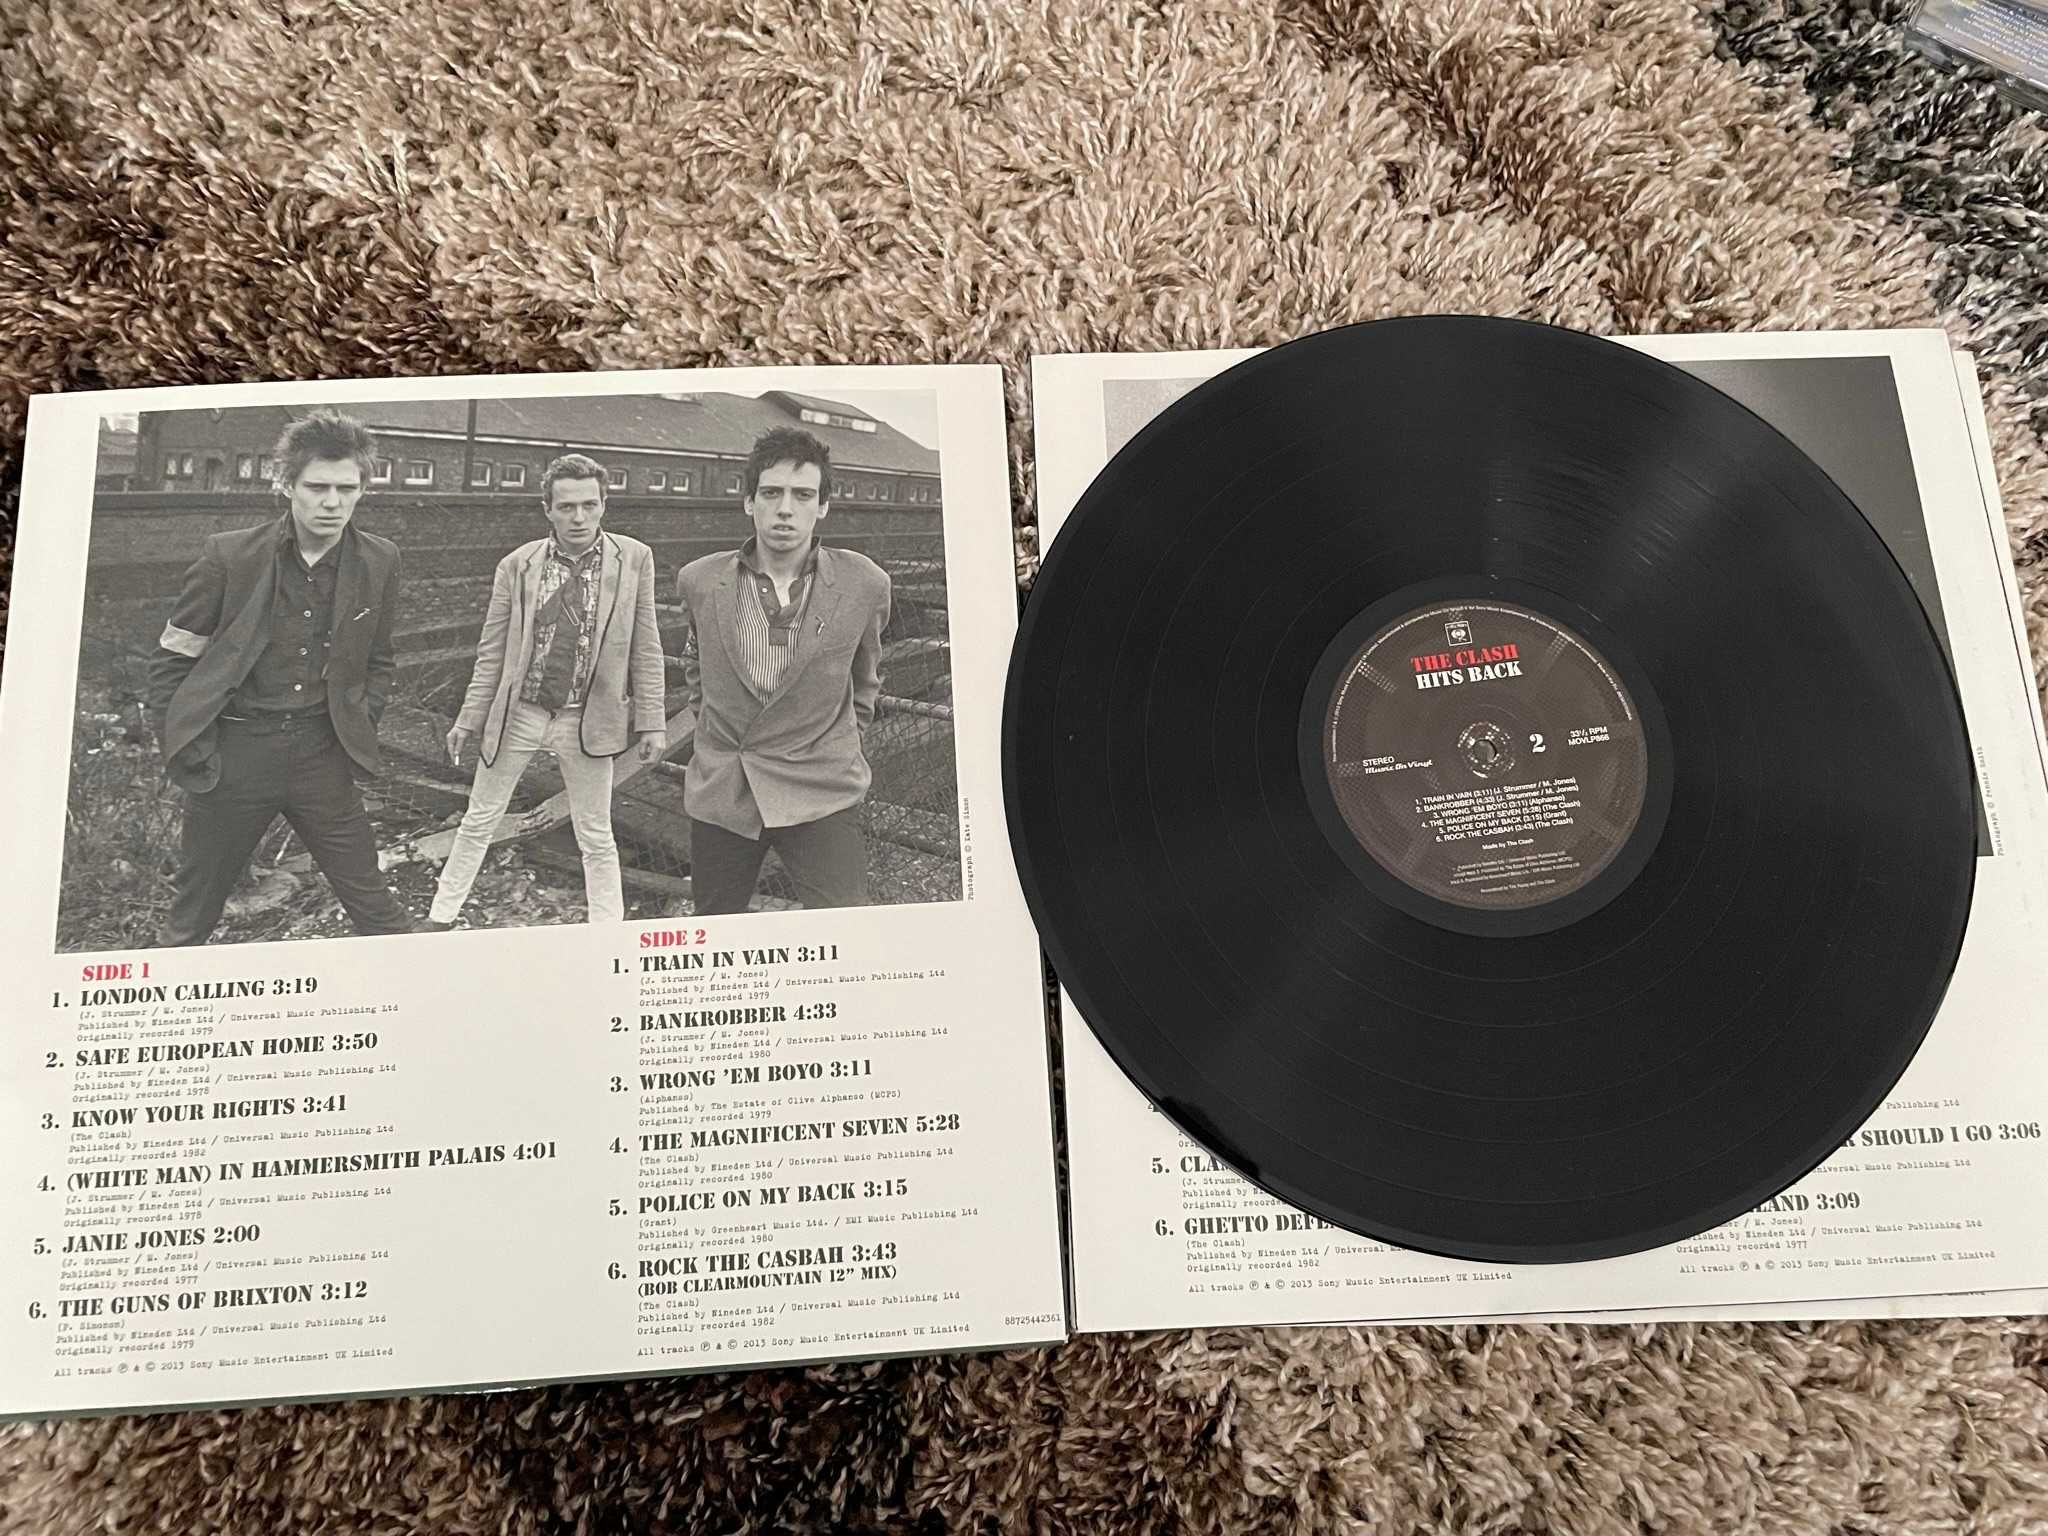 Photograph © Kate Simon
SIDE 1
1. LONDON CALLING 3:19
(J. Strummer / M. Jones)
Published by Nineden Ltd / Universal Music Publishing Ltd
Originally recorded 1979
2. SAFE EUROPEAN HOME 3:50
(J. Strummer / M. Jones)
Published by Nineden Ltd / Universal Music Publishing Ltd
Originally recorded 1978
3. KNOW YOUR RIGHTS 3:41
(The Clash)
Published by Nineden Ltd / Universal Music Publishing Ltd
Originally recorded 1982
4. (WHITE MAN) IN HAMMERSMITH PALAIS 4:01
(J. Strummer / M. Jones)
Published by Nineden Ltd / Universal Music Publishing Ltd
Originally recorded 1978
5. JANIE JONES 2:00
(J. Strummer / M. Jones)
Published by Nineden Ltd / Universal Music Publishing Ltd
Originally recorded 1977
6. THE GUNS OF BRIXTON 3:12
(P. Simonon)
Published by Nineden Ltd / Universal Music Publishing Ltd
Originally recorded 1979
All tracks ℗ & © 2013 Sony Music Entertainment UK Limited
SIDE 2
1. TRAIN IN VAIN 3:11
(J. Strummer / M. Jones)
Published by Nineden Ltd / Universal Music Publishing Ltd
Originally recorded 1979
2. BANKROBBER 4:33
(J. Strummer / M. Jones)
Published by Nineden Ltd / Universal Music Publishing Ltd
Originally recorded 1980
3. WRONG 'EM BOYO 3:11
(Alphanso)
Published by The Estate of Clive Alphanso (MCPS)
Originally recorded 1979
4. THE MAGNIFICENT SEVEN 5:28
(The Clash)
Published by Nineden Ltd / Universal Music Publishing Ltd
Originally recorded 1980
5. POLICE ON MY BACK 3:15
(Grant)
Published by Greenheart Music Ltd. / EMI Music Publishing Ltd
Originally recorded 1980
6. ROCK THE CASBAH 3:43
(BOB CLEARMOUNTAIN 12” MIX)
(The Clash)
Published by Nineden Ltd / Universal Music Publishing Ltd
Originally recorded 1982
All tracks ℗ & © 2013 Sony Music Entertainment UK Limited
88725442361
THE CLASH
HITS BACK
STEREO
Music On Vinyl
2
33⅓ RPM
MOVLP866
1. TRAIN IN VAIN (3:11) (J. Strummer / M. Jones)
2. BANKROBBER (4:33) (J. Strummer / M. Jones)
3. WRONG 'EM BOYO (3:11) (Alphanso)
4. THE MAGNIFICENT SEVEN (5:28) (The Clash)
5. POLICE ON MY BACK (3:15) (Grant)
6. ROCK THE CASBAH (3:43) (The Clash)
Made by The Clash
Photograph © Pennie Smith
5. CLA
(J. Strummer
Published by
Originally recorded
6. GHETTO DEFE
(The Clash)
Published by Nineden Ltd / Universal Mu
Originally recorded 1982
All tracks ℗ & © 2013 Sony Music Entertainment UK Limited
Publishing Ltd
R SHOULD I GO 3:06
Universal Music Publishing Ltd
LAND 3:09
/ M. Jones)
Nineden Ltd / Universal Music Publishing Ltd
Originally recorded 1977
All tracks ℗ & © 2013 Sony Music Entertainment UK Limited